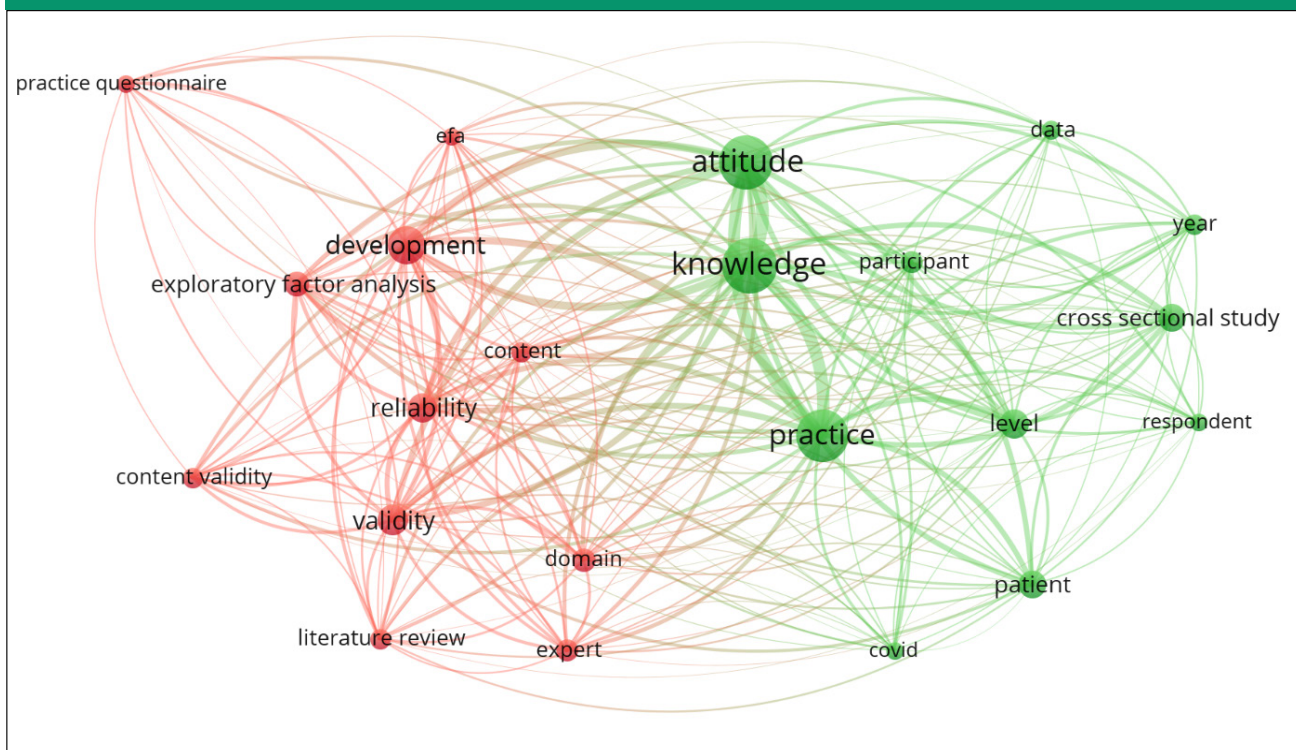 practice questionnaire
efa
attitude
data
development
knowledge
participant
year
exploratory factor analysis
cross sectional study
content
reliability
practice
level
respondent
content validity
validity
domain
patient
literature review
expert
covid